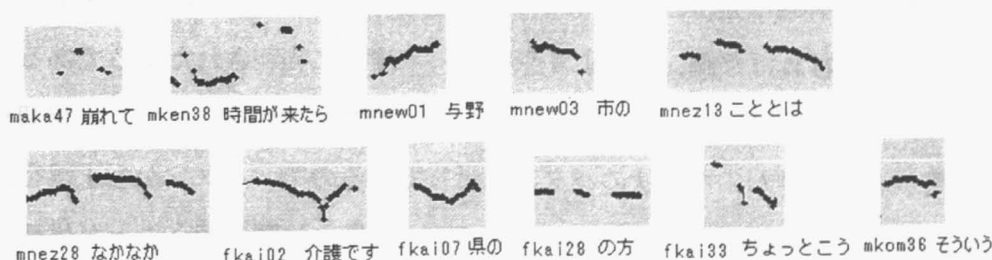 maka47 崩れて mken38 時間が来たら mnew01 与野 mnew03 市の mnez13 こととは
mnez28 なかなか fkai02 介護です fkai07 県の fkai28 の方 fkai33 ちょっとこう mkom36 そういう